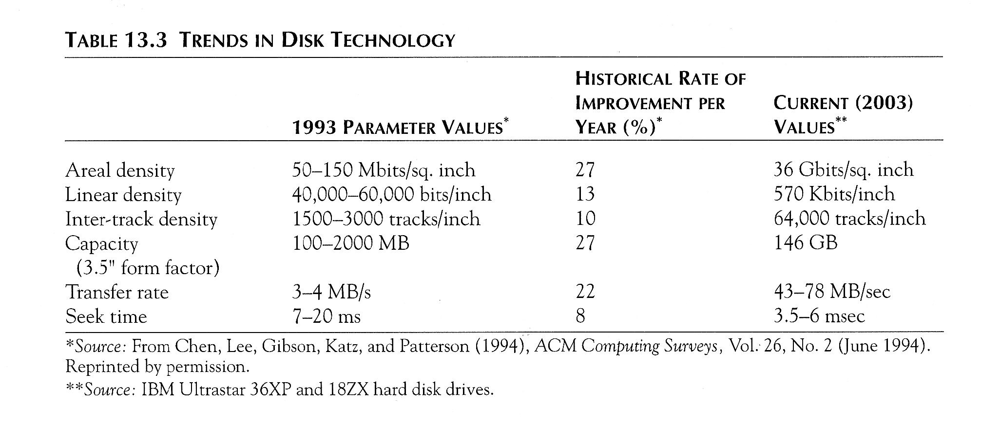 TABLE 13.3 TRENDS IN DISK TECHNOLOGY
HISTORICAL RATE OF
IMPROVEMENT PER
CURRENT (2003)
1993 PARAMETER VALUES*
YEAR (%)*
VALUES**
Areal density 50–150 Mbits/sq. inch 27 36 Gbits/sq. inch
Linear density 40,000–60,000 bits/inch 13 570 Kbits/inch
Inter-track density 1500–3000 tracks/inch 10 64,000 tracks/inch
Capacity 100–2000 MB 27 146 GB
(3.5" form factor)
Transfer rate 3–4 MB/s 22 43–78 MB/sec
Seek time 7–20 ms 8 3.5–6 msec
*Source: From Chen, Lee, Gibson, Katz, and Patterson (1994), ACM Computing Surveys, Vol. 26, No. 2 (June 1994).
Reprinted by permission.
**Source: IBM Ultrastar 36XP and 18ZX hard disk drives.